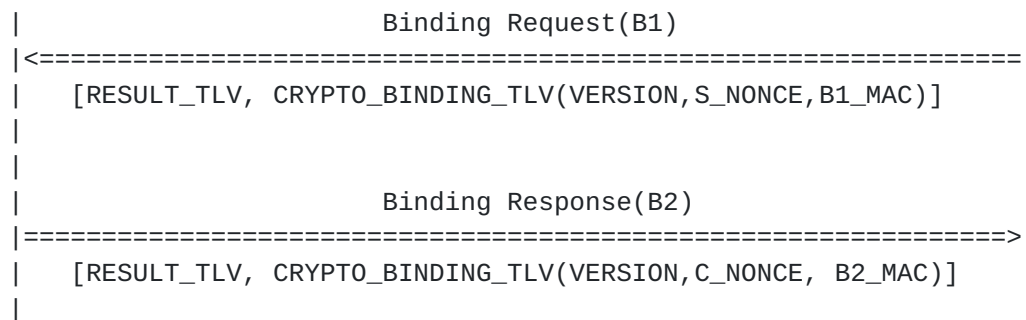 |                       Binding Request(B1)
|<===============================================================
|   [RESULT_TLV, CRYPTO_BINDING_TLV(VERSION,S_NONCE,B1_MAC)]
|
|
|                       Binding Response(B2)
|===============================================================>
|   [RESULT_TLV, CRYPTO_BINDING_TLV(VERSION,C_NONCE, B2_MAC)]
|